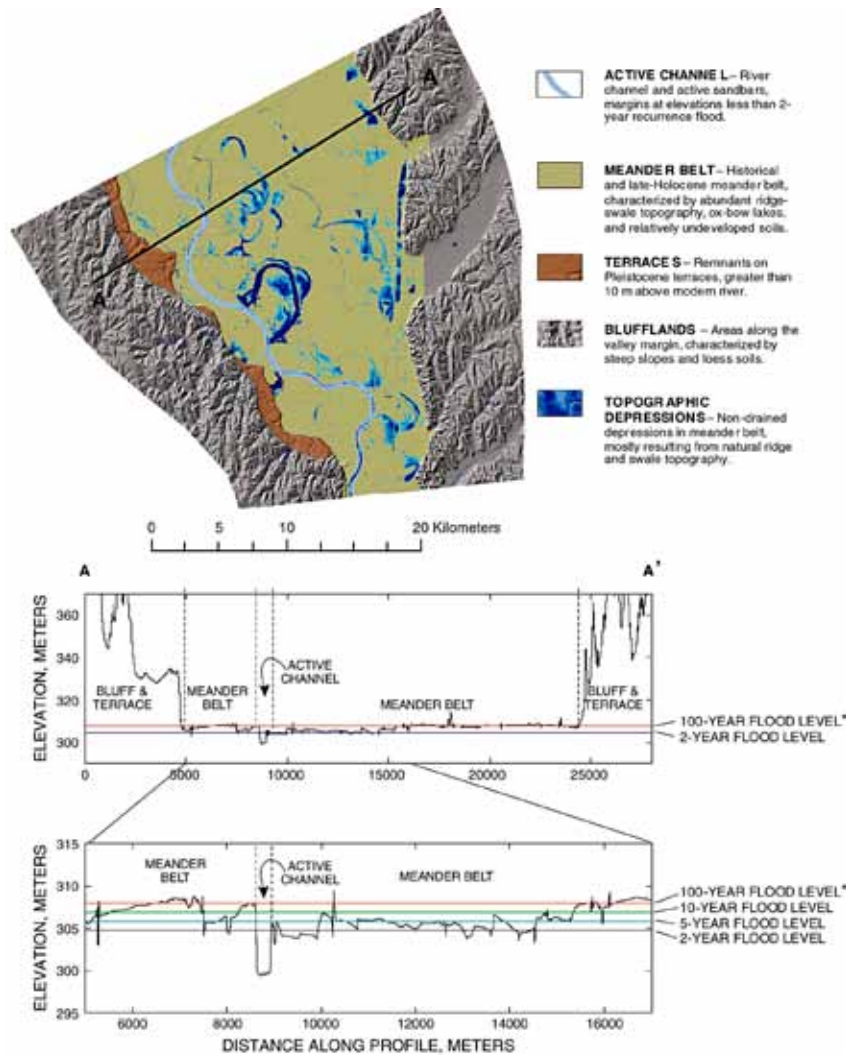 A'
A
ACTIVE CHANNEL – River
channel and active sandbars,
margins at elevations less than 2-
year recurrence flood.
MEANDER BELT – Historical
and late-Holocene meander belt,
characterized by abundant ridge-
swale topography, ox-bow lakes,
and relatively undeveloped soils.
TERRACES – Remnants on
Pleistocene terraces, greater than
10 m above modern river.
BLUFFLANDS – Areas along the
valley margin, characterized by
steep slopes and loess soils.
TOPOGRAPHIC
DEPRESSIONS – Non-drained
depressions in meander belt,
mostly resulting from natural ridge
and swale topography.
0 5 10 20 Kilometers
A A'
ELEVATION, METERS
360
340
320
300
BLUFF &
TERRACE
MEANDER
BELT
ACTIVE
CHANNEL
MEANDER BELT
BLUFF &
TERRACE
100-YEAR FLOOD LEVEL*
2-YEAR FLOOD LEVEL
0 5000 10000 15000 20000 25000
ELEVATION, METERS
315
310
305
300
295
MEANDER
BELT
ACTIVE
CHANNEL
MEANDER BELT
100-YEAR FLOOD LEVEL*
10-YEAR FLOOD LEVEL
5-YEAR FLOOD LEVEL
2-YEAR FLOOD LEVEL
6000 8000 10000 12000 14000 16000
DISTANCE ALONG PROFILE, METERS